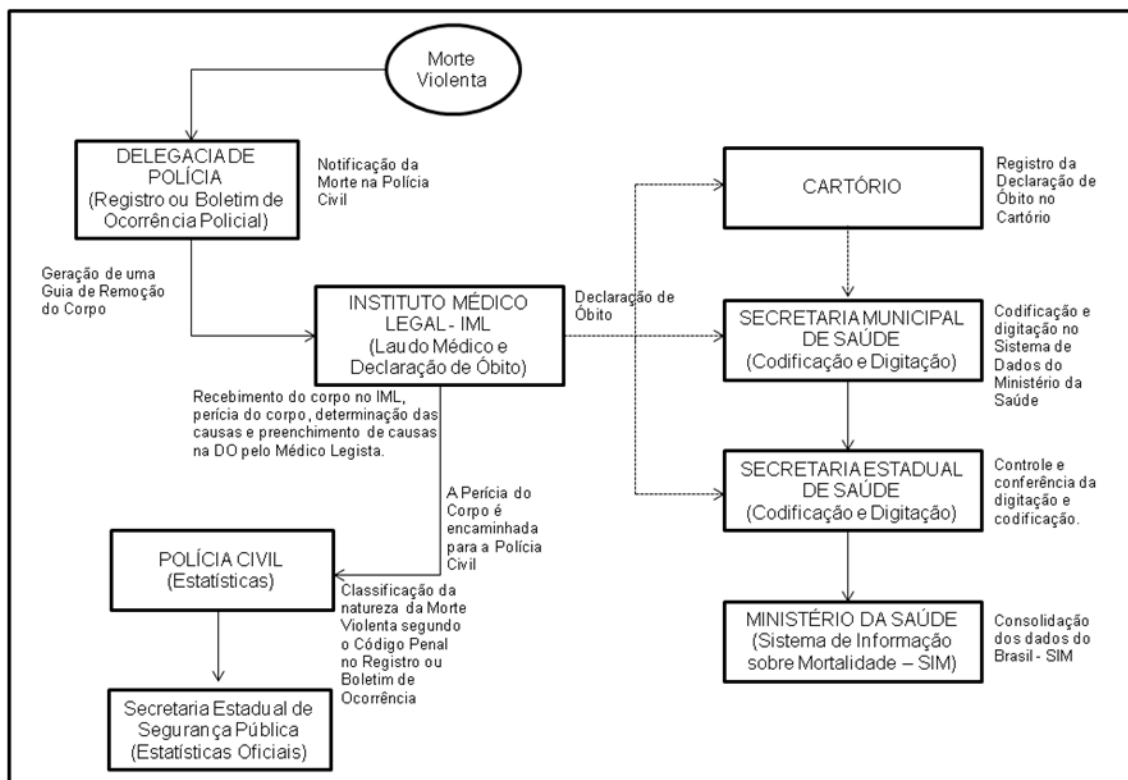 Morte
Violenta
DELEGACIA DE
POLÍCIA
(Registro ou Boletim de
Ocorrência Policial)
Notificação da
Morte na Polícia
Civil
Geração de uma
Guia de Remoção
do Corpo
INSTITUTO MÉDICO
LEGAL - IML
(Laudo Médico e
Declaração de Óbito)
Recebimento do corpo no IML,
perícia do corpo, determinação das
causas e preenchimento de causas
na DO pelo Médico Legista.
A Perícia do
Corpo é
encaminhada
para a Polícia
Civil
POLÍCIA CIVIL
(Estatísticas)
Classificação da
natureza da Morte
Violenta segundo
o Código Penal
no Registro ou
Boletim de
Ocorrência
Secretaria Estadual de
Segurança Pública
(Estatísticas Oficiais)
Declaração de
Óbito
CARTÓRIO
Registro da
Declaração de
Óbito no
Cartório
SECRETARIA MUNICIPAL
DE SAÚDE
(Codificação e Digitação)
Codificação e
digitação no
Sistema de
Dados do
Ministério da
Saúde
SECRETARIA ESTADUAL
DE SAÚDE
(Codificação e Digitação)
Controle e
conferência da
digitação e
codificação.
MINISTÉRIO DA SAÚDE
(Sistema de Informação
sobre Mortalidade – SIM)
Consolidação
dos dados do
Brasil - SIM